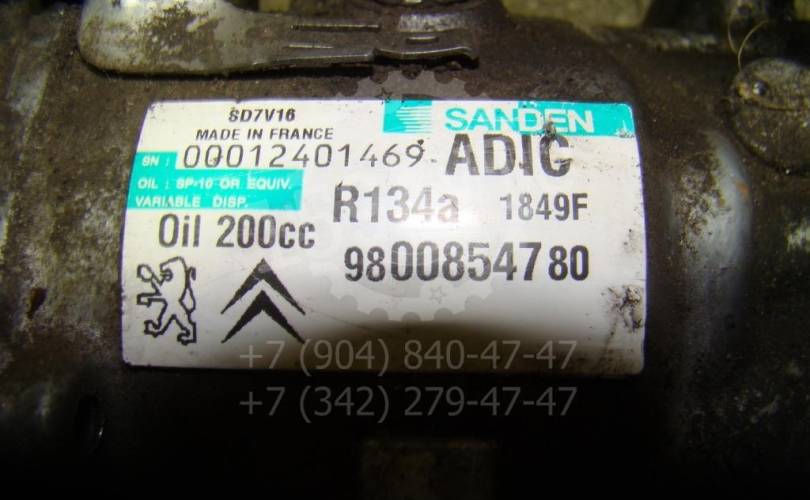 SD7V16
MADE IN FRANCE
SANDEN
SN : 00012401469
ADIC
OIL : SP-10 OR EQUIV.
VARIABLE DISP.
R134a 1849F
Oil 200cc
9800854780
+7 (904) 840-47-47
+7 (342) 279-47-47